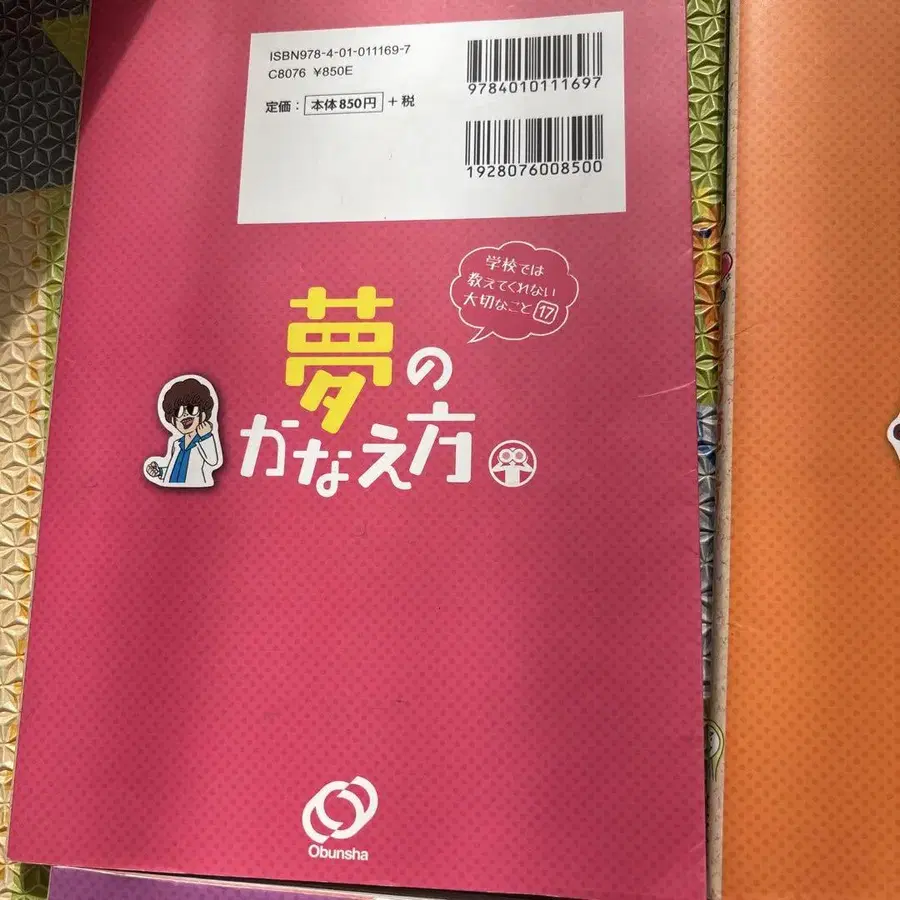 ISBN978-4-01-011169-7
C8076 ¥850E
定価：本体850円＋税
9784010111697
1928076008500
学校では
教えてくれない
大切なこと17
夢の
かなえ方
Obunsha